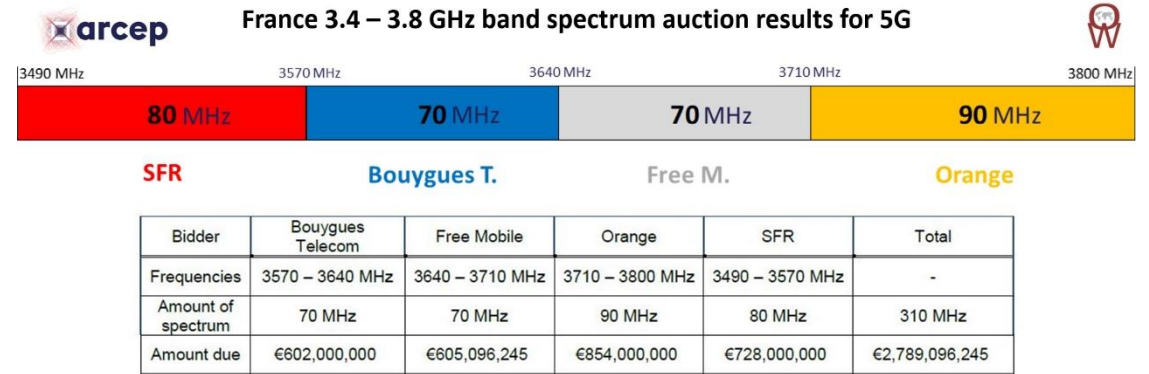 arcep
France 3.4 – 3.8 GHz band spectrum auction results for 5G
3490 MHz 3570 MHz 3640 MHz 3710 MHz 3800 MHz
80 MHz 70 MHz 70 MHz 90 MHz
SFR Bouygues T. Free M. Orange
Bidder Bouygues Telecom Free Mobile Orange SFR Total
Frequencies 3570 – 3640 MHz 3640 – 3710 MHz 3710 – 3800 MHz 3490 – 3570 MHz -
Amount of spectrum 70 MHz 70 MHz 90 MHz 80 MHz 310 MHz
Amount due €602,000,000 €605,096,245 €854,000,000 €728,000,000 €2,789,096,245